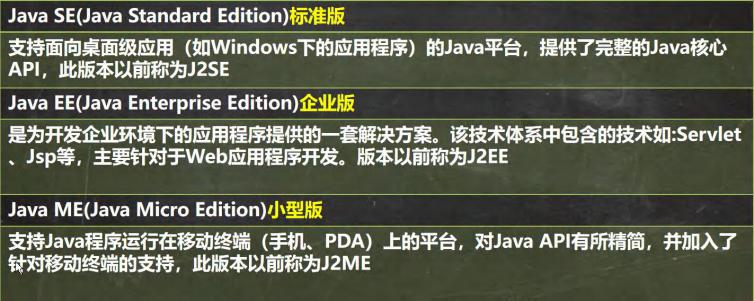 Java SE(Java Standard Edition)标准版
支持面向桌面级应用（如Windows下的应用程序）的Java平台，提供了完整的Java核心
API，此版本以前称为J2SE
Java EE(Java Enterprise Edition)企业版
是为开发企业环境下的应用程序提供的一套解决方案。该技术体系中包含的技术如:Servlet
、Jsp等，主要针对于Web应用程序开发。版本以前称为J2EE
Java ME(Java Micro Edition)小型版
支持Java程序运行在移动终端（手机、PDA）上的平台，对Java API有所精简，并加入了
针对移动终端的支持，此版本以前称为J2ME